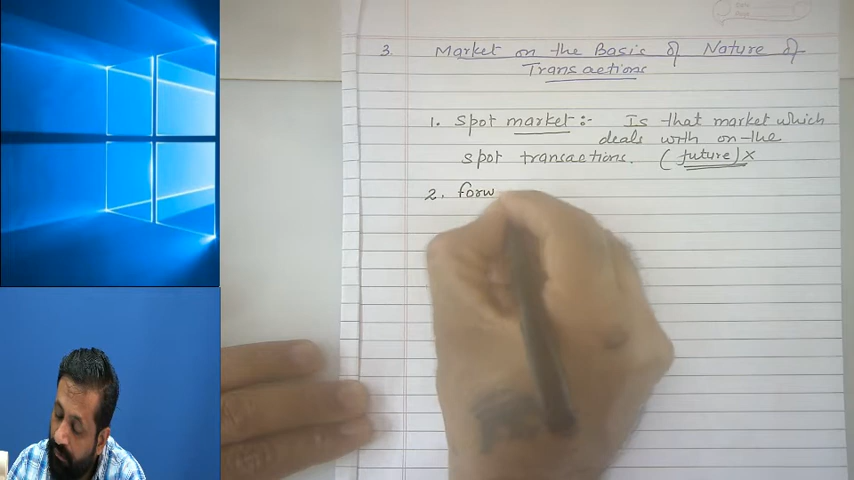 3. Market on the Basis of Nature of
Transactions
1. Spot market :- Is that market which
deals with on-the
spot transactions. (future) X
2. forw